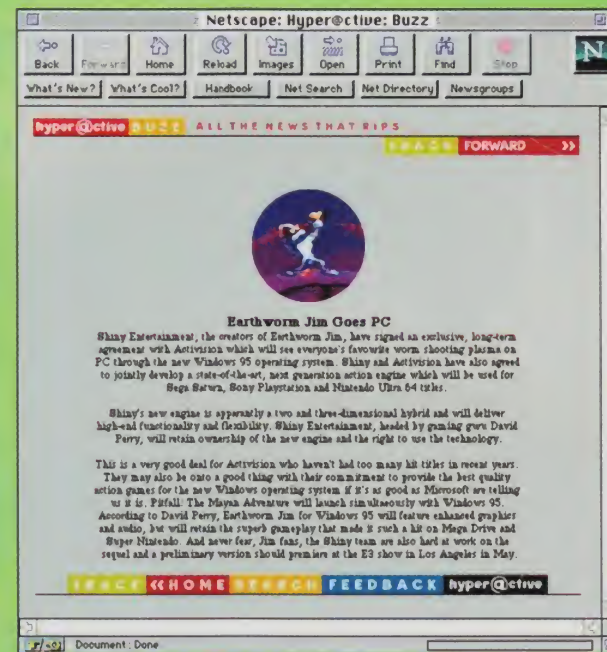 Netscape: Hyper@ctive: Buzz
Back Forward Home Reload Images Open Print Find Stop
N
What's New? What's Cool? Handbook Net Search Net Directory Newsgroups
hyper@ctive BUZZ ALL THE NEWS THAT RIPS
FORWARD >>
Earthworm Jim Goes PC
Shiny Entertainment, the creators of Earthworm Jim, have signed an exclusive, long-term
agreement with Activision which will see everyone's favourite worm shooting plasma on
PC through the new Windows 95 operating system. Shiny and Activision have also agreed
to jointly develop a state-of-the-art, next generation action engine which will be used for
Sega Saturn, Sony Playstation and Nintendo Ultra 64 titles.
Shiny's new engine is apparantly a two and three-dimensional hybrid and will deliver
high-end functionality and flexibility. Shiny Entertainment, headed by gaming guru David
Perry, will retain ownership of the new engine and the right to use the technology.
This is a very good deal for Activision who haven't had too many hit titles in recent years.
They may also be onto a good thing with their commitment to provide the best quality
action games for the new Windows operating system if it's as good as Microsoft are telling
us it is. Pitfall: The Mayan Adventure will launch simultaneously with Windows 95.
According to David Perry, Earthworm Jim for Windows 95 will feature enhanced graphics
and audio, but will retain the superb gameplay that made it such a hit on Mega Drive and
Super Nintendo. And never fear, Jim fans, the Shiny team are also hard at work on the
sequel and a preliminary version should premiere at the E3 show in Los Angeles in May.
<<HOME SEARCH FEEDBACK hyper@ctive
Document : Done